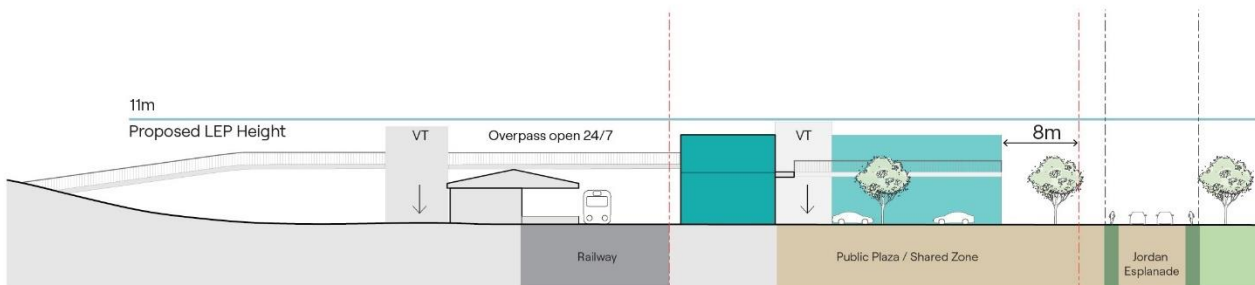 11m
Proposed LEP Height
VT
Overpass open 24/7
VT
8m
Railway
Public Plaza / Shared Zone
Jordan
Esplanade